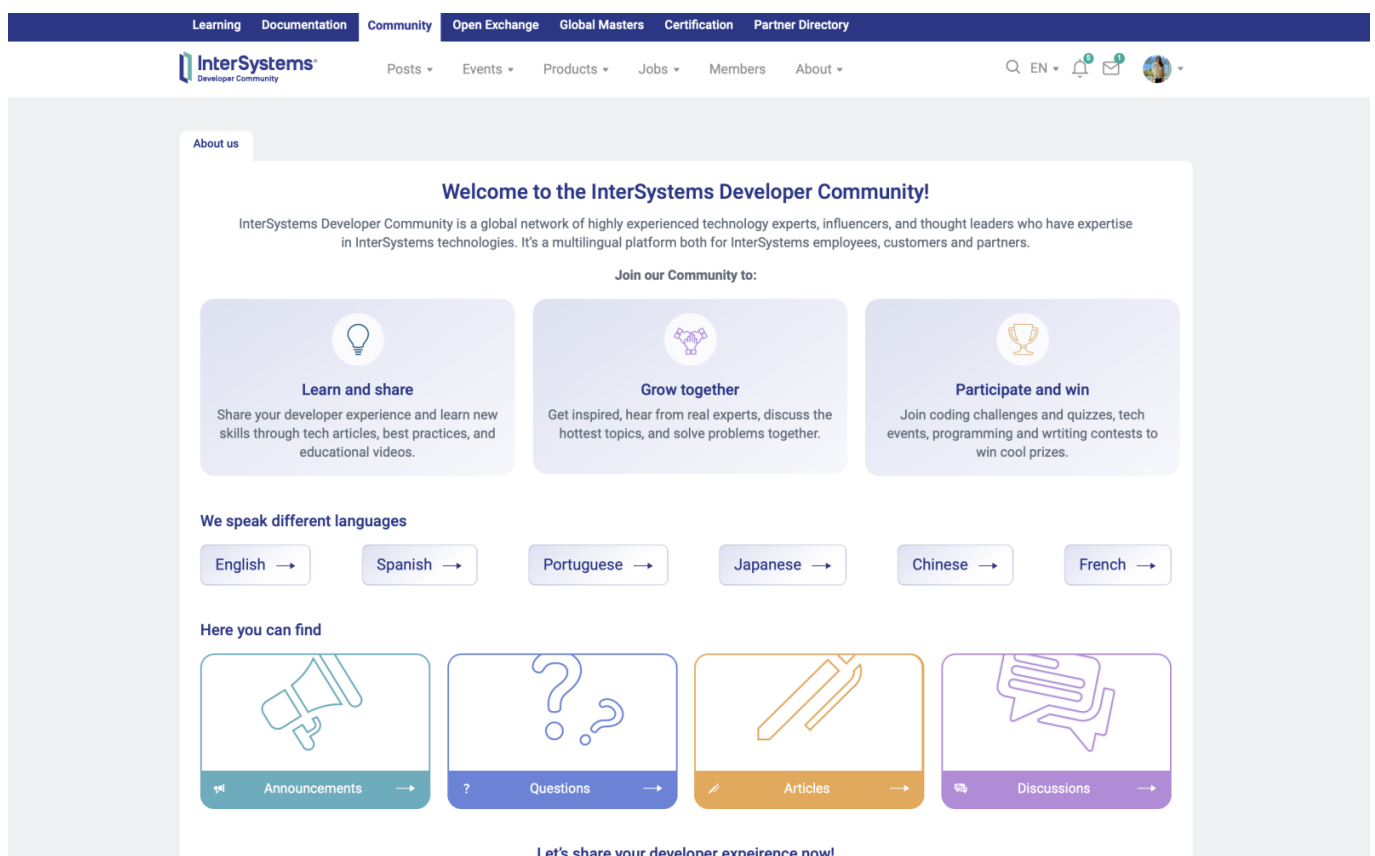 Learning Documentation Community Open Exchange Global Masters Certification Partner Directory
InterSystems®
Developer Community
Posts Events Products Jobs Members About EN 5 1
About us
Welcome to the InterSystems Developer Community!
InterSystems Developer Community is a global network of highly experienced technology experts, influencers, and thought leaders who have expertise
in InterSystems technologies. It's a multilingual platform both for InterSystems employees, customers and partners.
Join our Community to:
Learn and share
Share your developer experience and learn new
skills through tech articles, best practices, and
educational videos.
Grow together
Get inspired, hear from real experts, discuss the
hottest topics, and solve problems together.
Participate and win
Join coding challenges and quizzes, tech
events, programming and wrtiting contests to
win cool prizes.
We speak different languages
English → Spanish → Portuguese → Japanese → Chinese → French →
Here you can find
Announcements → ? Questions → Articles → Discussions →
Let's share your developer expeirence now!